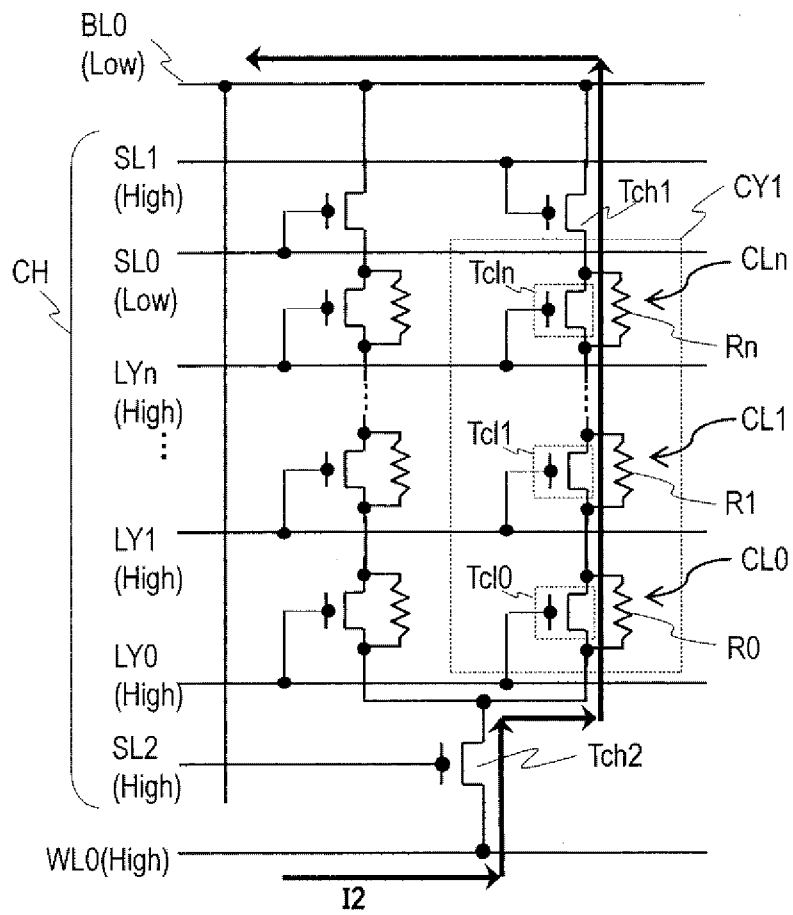 BL0
(Low)
SL1
(High)
Tch1
CY1
CH
SL0
(Low)
Tcln
CLn
Rn
LYn
(High)
⋮
Tcl1
CL1
R1
LY1
(High)
Tcl0
CL0
R0
LY0
(High)
SL2
(High)
Tch2
WL0(High)
I2